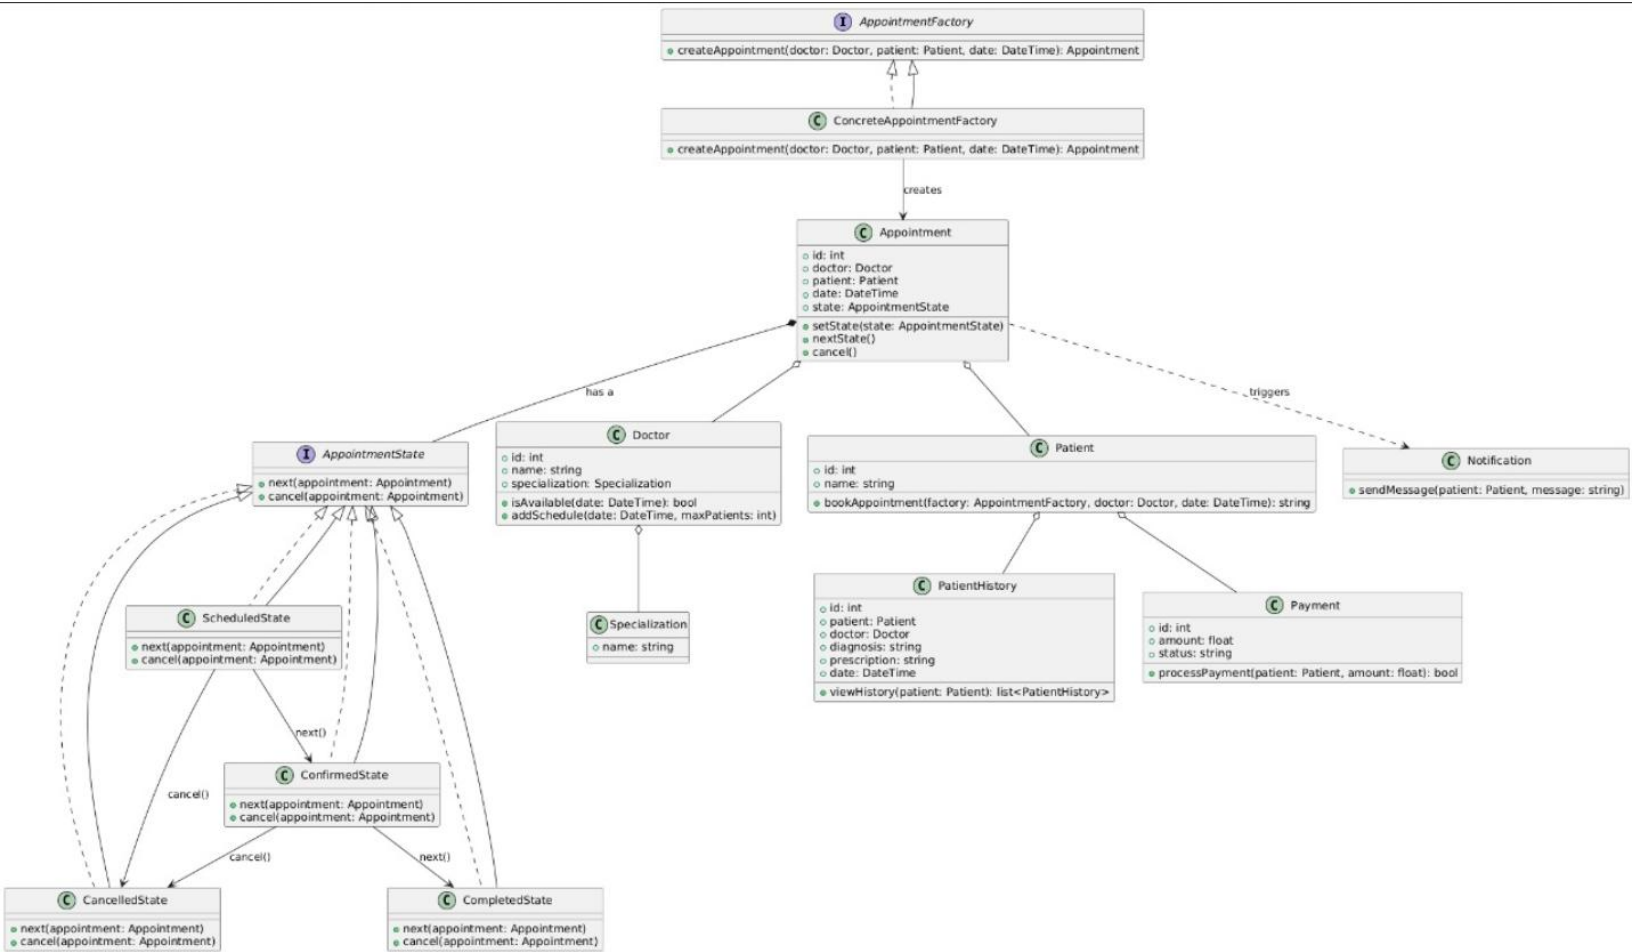 I AppointmentFactory
createAppointment(doctor: Doctor, patient: Patient, date: DateTime): Appointment
C ConcreteAppointmentFactory
createAppointment(doctor: Doctor, patient: Patient, date: DateTime): Appointment
creates
C Appointment
id: int
doctor: Doctor
patient: Patient
date: DateTime
state: AppointmentState
setState(state: AppointmentState)
nextState()
cancel()
has a
triggers
I AppointmentState
next(appointment: Appointment)
cancel(appointment: Appointment)
C Doctor
id: int
name: string
specialization: Specialization
isAvailable(date: DateTime): bool
addSchedule(date: DateTime, maxPatients: int)
C Patient
id: int
name: string
bookAppointment(factory: AppointmentFactory, doctor: Doctor, date: DateTime): string
C Notification
sendMessage(patient: Patient, message: string)
C ScheduledState
next(appointment: Appointment)
cancel(appointment: Appointment)
C Specialization
name: string
C PatientHistory
id: int
patient: Patient
doctor: Doctor
diagnosis: string
prescription: string
date: DateTime
viewHistory(patient: Patient): list<PatientHistory>
C Payment
id: int
amount: float
status: string
processPayment(patient: Patient, amount: float): bool
next()
cancel()
C ConfirmedState
next(appointment: Appointment)
cancel(appointment: Appointment)
cancel()
next()
C CancelledState
next(appointment: Appointment)
cancel(appointment: Appointment)
C CompletedState
next(appointment: Appointment)
cancel(appointment: Appointment)